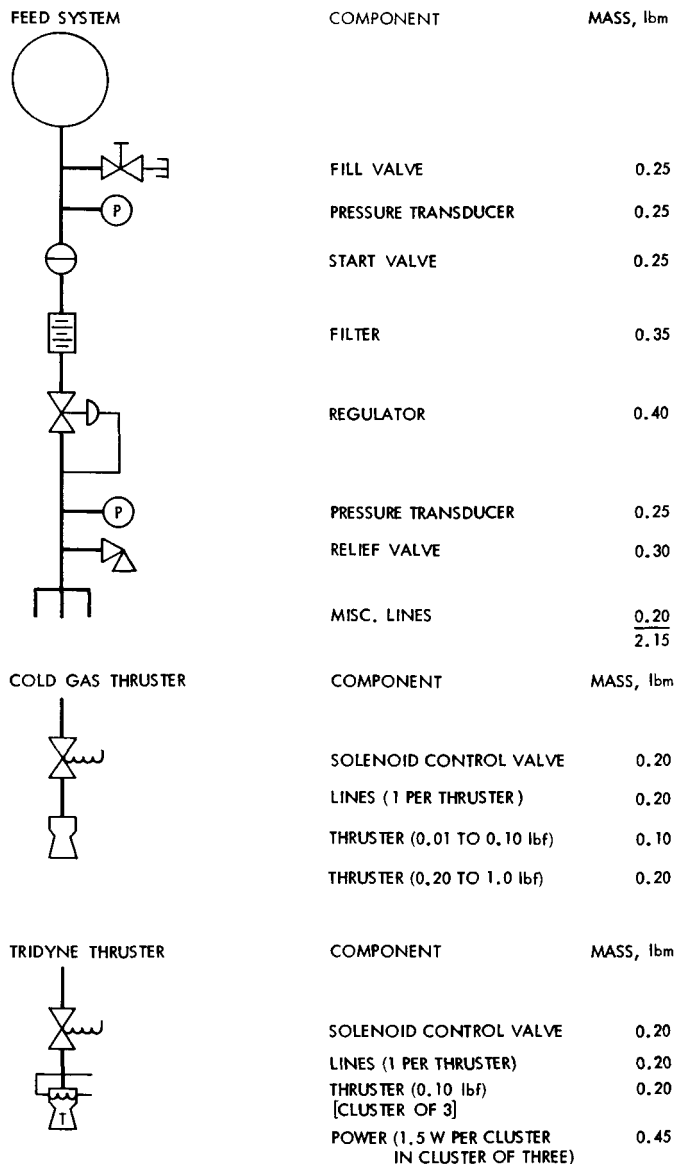 FEED SYSTEM COMPONENT MASS, lbm
FILL VALVE 0.25
P PRESSURE TRANSDUCER 0.25
START VALVE 0.25
FILTER 0.35
REGULATOR 0.40
P PRESSURE TRANSDUCER 0.25
RELIEF VALVE 0.30
MISC. LINES 0.20
2.15
COLD GAS THRUSTER COMPONENT MASS, lbm
SOLENOID CONTROL VALVE 0.20
LINES (1 PER THRUSTER) 0.20
THRUSTER (0.01 TO 0.10 lbf) 0.10
THRUSTER (0.20 TO 1.0 lbf) 0.20
TRIDYNE THRUSTER COMPONENT MASS, lbm
SOLENOID CONTROL VALVE 0.20
LINES (1 PER THRUSTER) 0.20
THRUSTER (0.10 lbf) 0.20
[CLUSTER OF 3]
T
POWER (1.5 W PER CLUSTER 0.45
IN CLUSTER OF THREE)